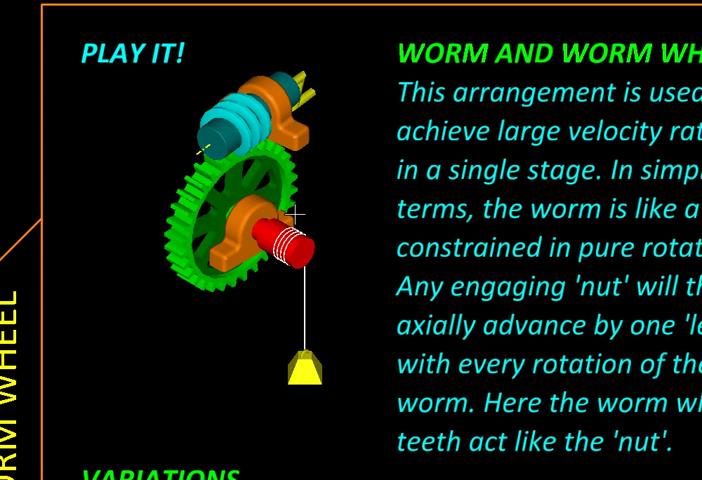 PLAY IT!
WORM AND WORM WH
This arrangement is used
achieve large velocity rat
in a single stage. In simpl
terms, the worm is like a
constrained in pure rotat
Any engaging 'nut' will th
axially advance by one 'le
with every rotation of the
worm. Here the worm wh
teeth act like the 'nut'.
VARIATIONS
ORM WHEEL